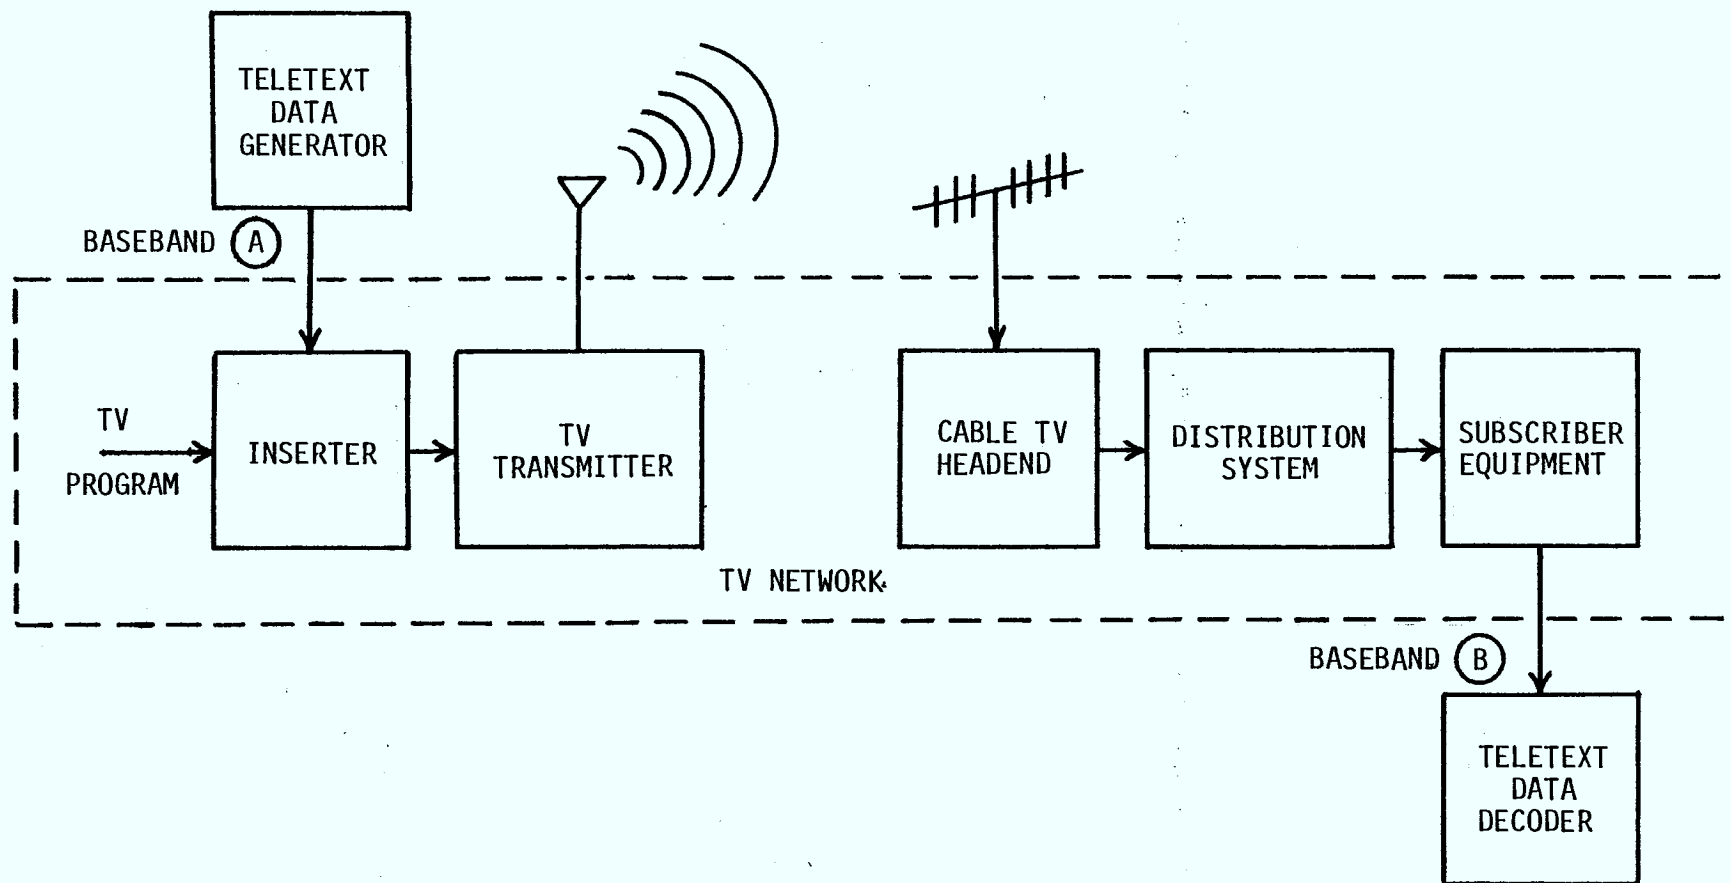 TELETEXT
DATA
GENERATOR
BASEBAND A
TV
PROGRAM
INSERTER
TV
TRANSMITTER
CABLE TV
HEADEND
DISTRIBUTION
SYSTEM
SUBSCRIBER
EQUIPMENT
TV NETWORK
BASEBAND B
TELETEXT
DATA
DECODER